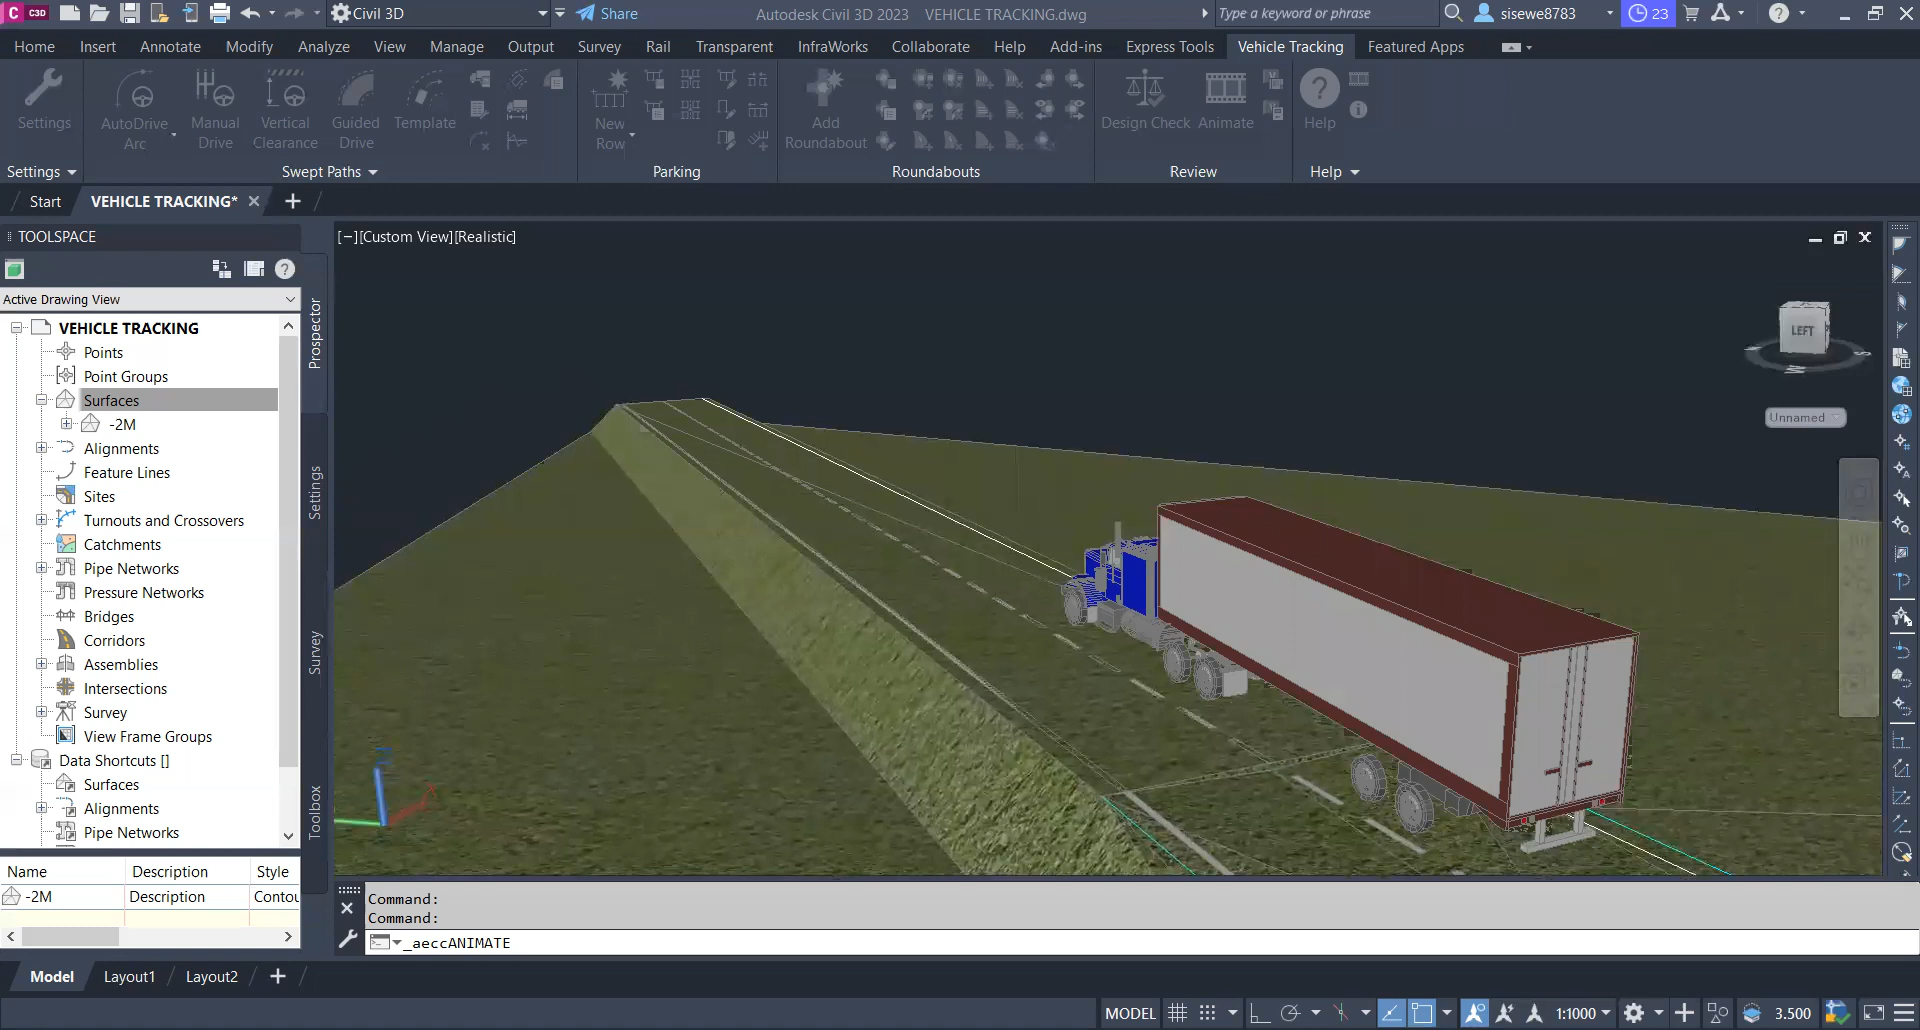 C C3D Civil 3D Share Autodesk Civil 3D 2023 VEHICLE TRACKING.dwg Type a keyword or phrase sisewe8783 23
Home Insert Annotate Modify Analyze View Manage Output Survey Rail Transparent InfraWorks Collaborate Help Add-ins Express Tools Vehicle Tracking Featured Apps
Settings AutoDrive Arc Manual Drive Vertical Clearance Guided Drive Template New Row Add Roundabout Design Check Animate Help
Settings Swept Paths Parking Roundabouts Review Help
Start VEHICLE TRACKING*
TOOLSPACE
[−][Custom View][Realistic]
Active Drawing View
VEHICLE TRACKING
Points
Point Groups
Surfaces
-2M
Alignments
Feature Lines
Sites
Turnouts and Crossovers
Catchments
Pipe Networks
Pressure Networks
Bridges
Corridors
Assemblies
Intersections
Survey
View Frame Groups
Data Shortcuts []
Surfaces
Alignments
Pipe Networks
Prospector
Settings
Survey
Toolbox
LEFT
S
W
Unnamed
Name Description Style
-2M Description Contou
Command:
Command:
_aeccANIMATE
Model Layout1 Layout2
MODEL 1:1000 3.500